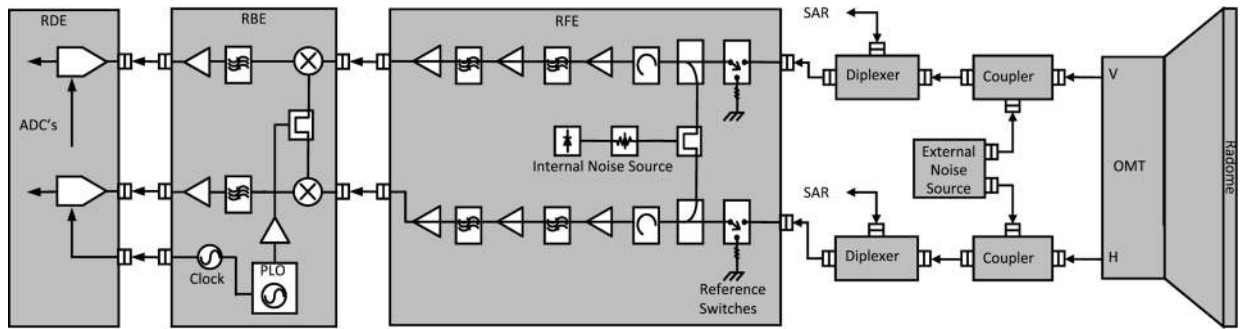 RDE
RBE
RFE
SAR
Diplexer
Coupler
V
ADC's
Internal Noise Source
External
Noise
Source
OMT
Radome
SAR
PLO
Clock
Reference
Switches
Diplexer
Coupler
H